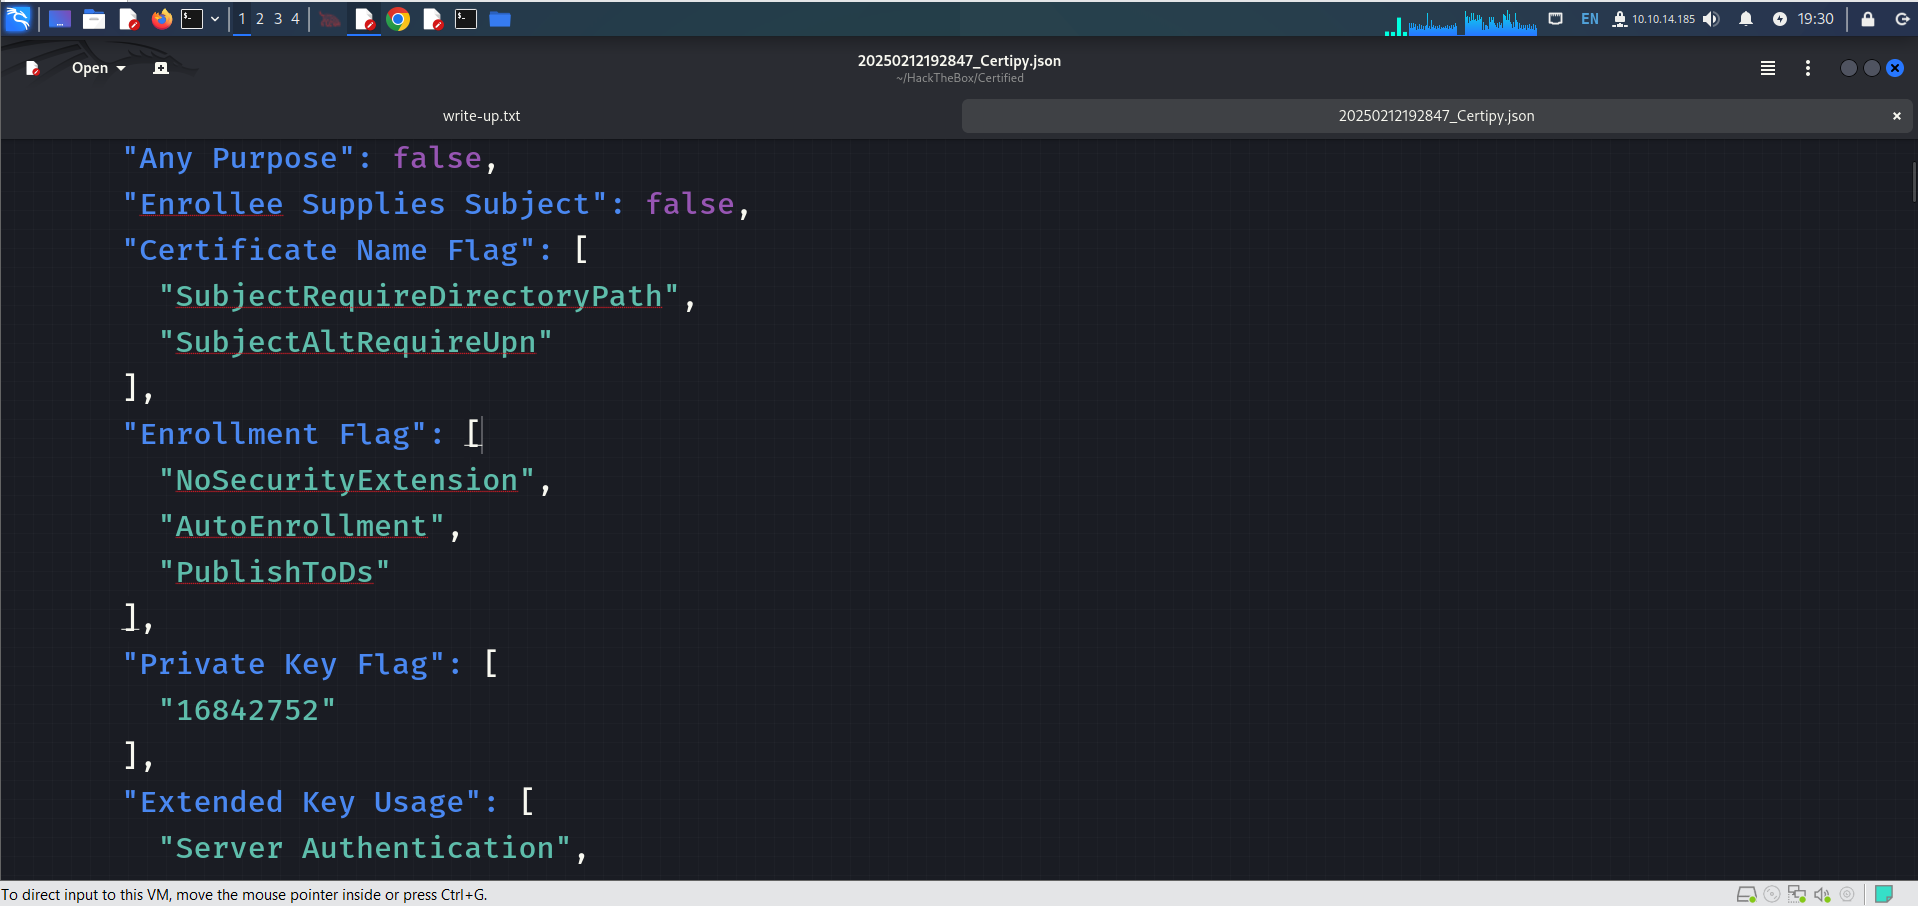 1 2 3 4
EN
10.10.14.185
19:30
Open
20250212192847_Certipy.json
~/HackTheBox/Certified
write-up.txt
20250212192847_Certipy.json
"Any Purpose": false,
"Enrollee Supplies Subject": false,
"Certificate Name Flag": [
"SubjectRequireDirectoryPath",
"SubjectAltRequireUpn"
],
"Enrollment Flag": [
"NoSecurityExtension",
"AutoEnrollment",
"PublishToDs"
],
"Private Key Flag": [
"16842752"
],
"Extended Key Usage": [
"Server Authentication",
To direct input to this VM, move the mouse pointer inside or press Ctrl+G.